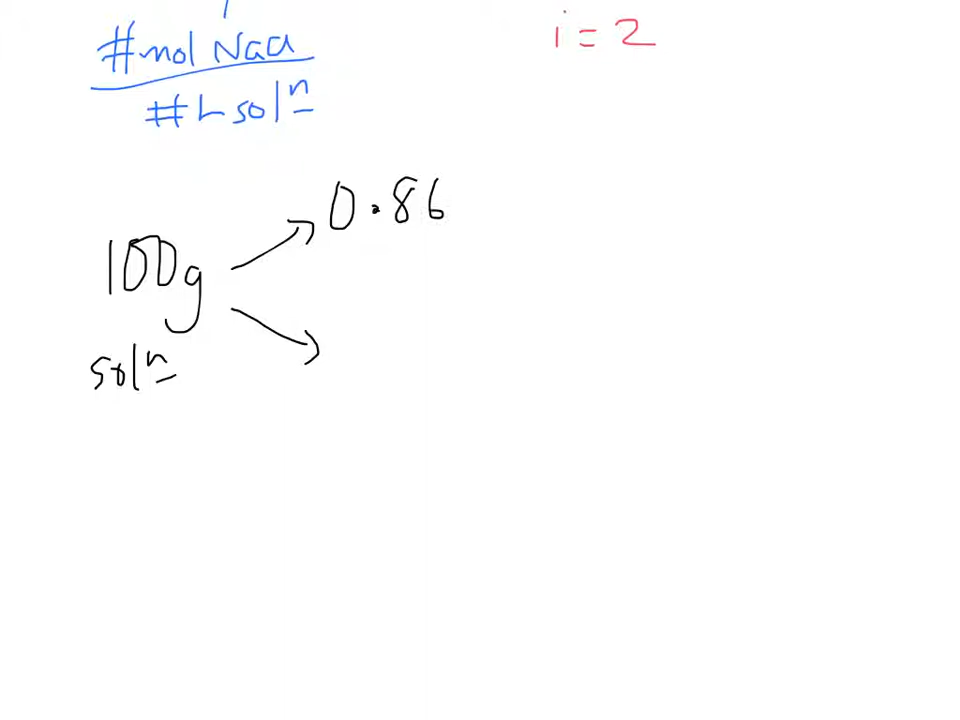 #mol NaCl
#L solⁿ
i = 2
0.86
100g
solⁿ